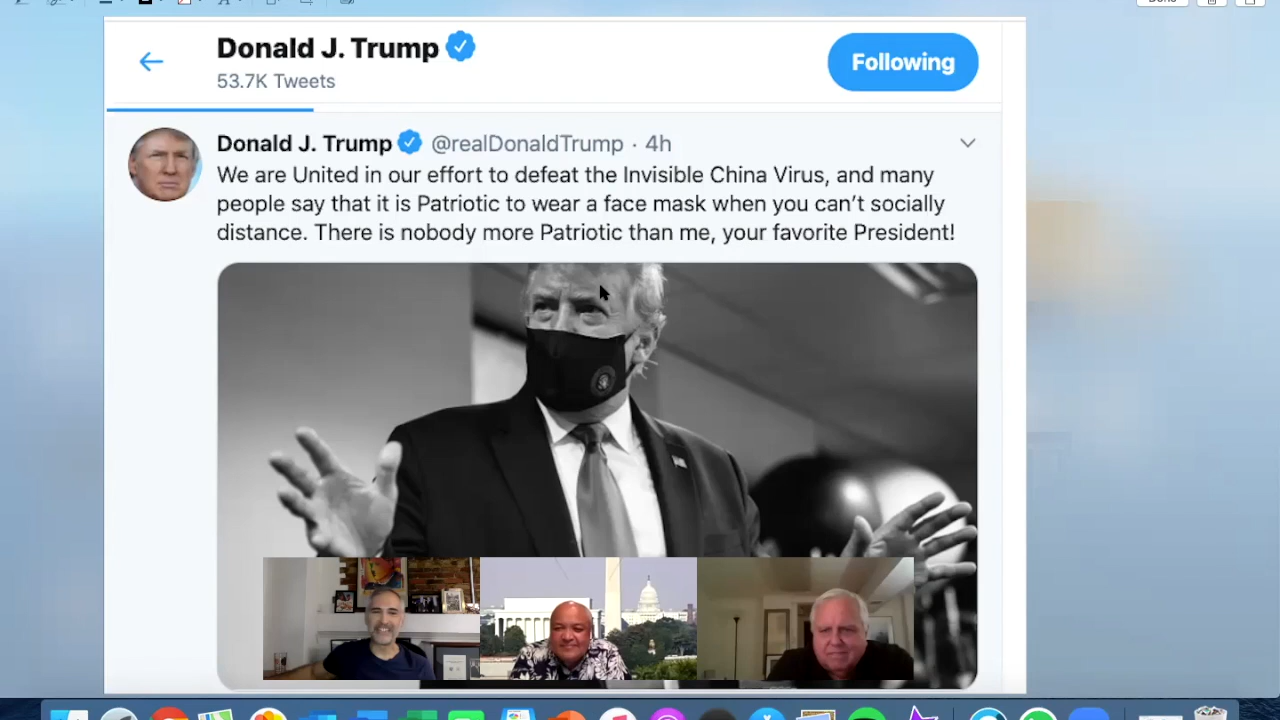 Done
Donald J. Trump
53.7K Tweets
Following
Donald J. Trump @realDonaldTrump · 4h
We are United in our effort to defeat the Invisible China Virus, and many
people say that it is Patriotic to wear a face mask when you can’t socially
distance. There is nobody more Patriotic than me, your favorite President!